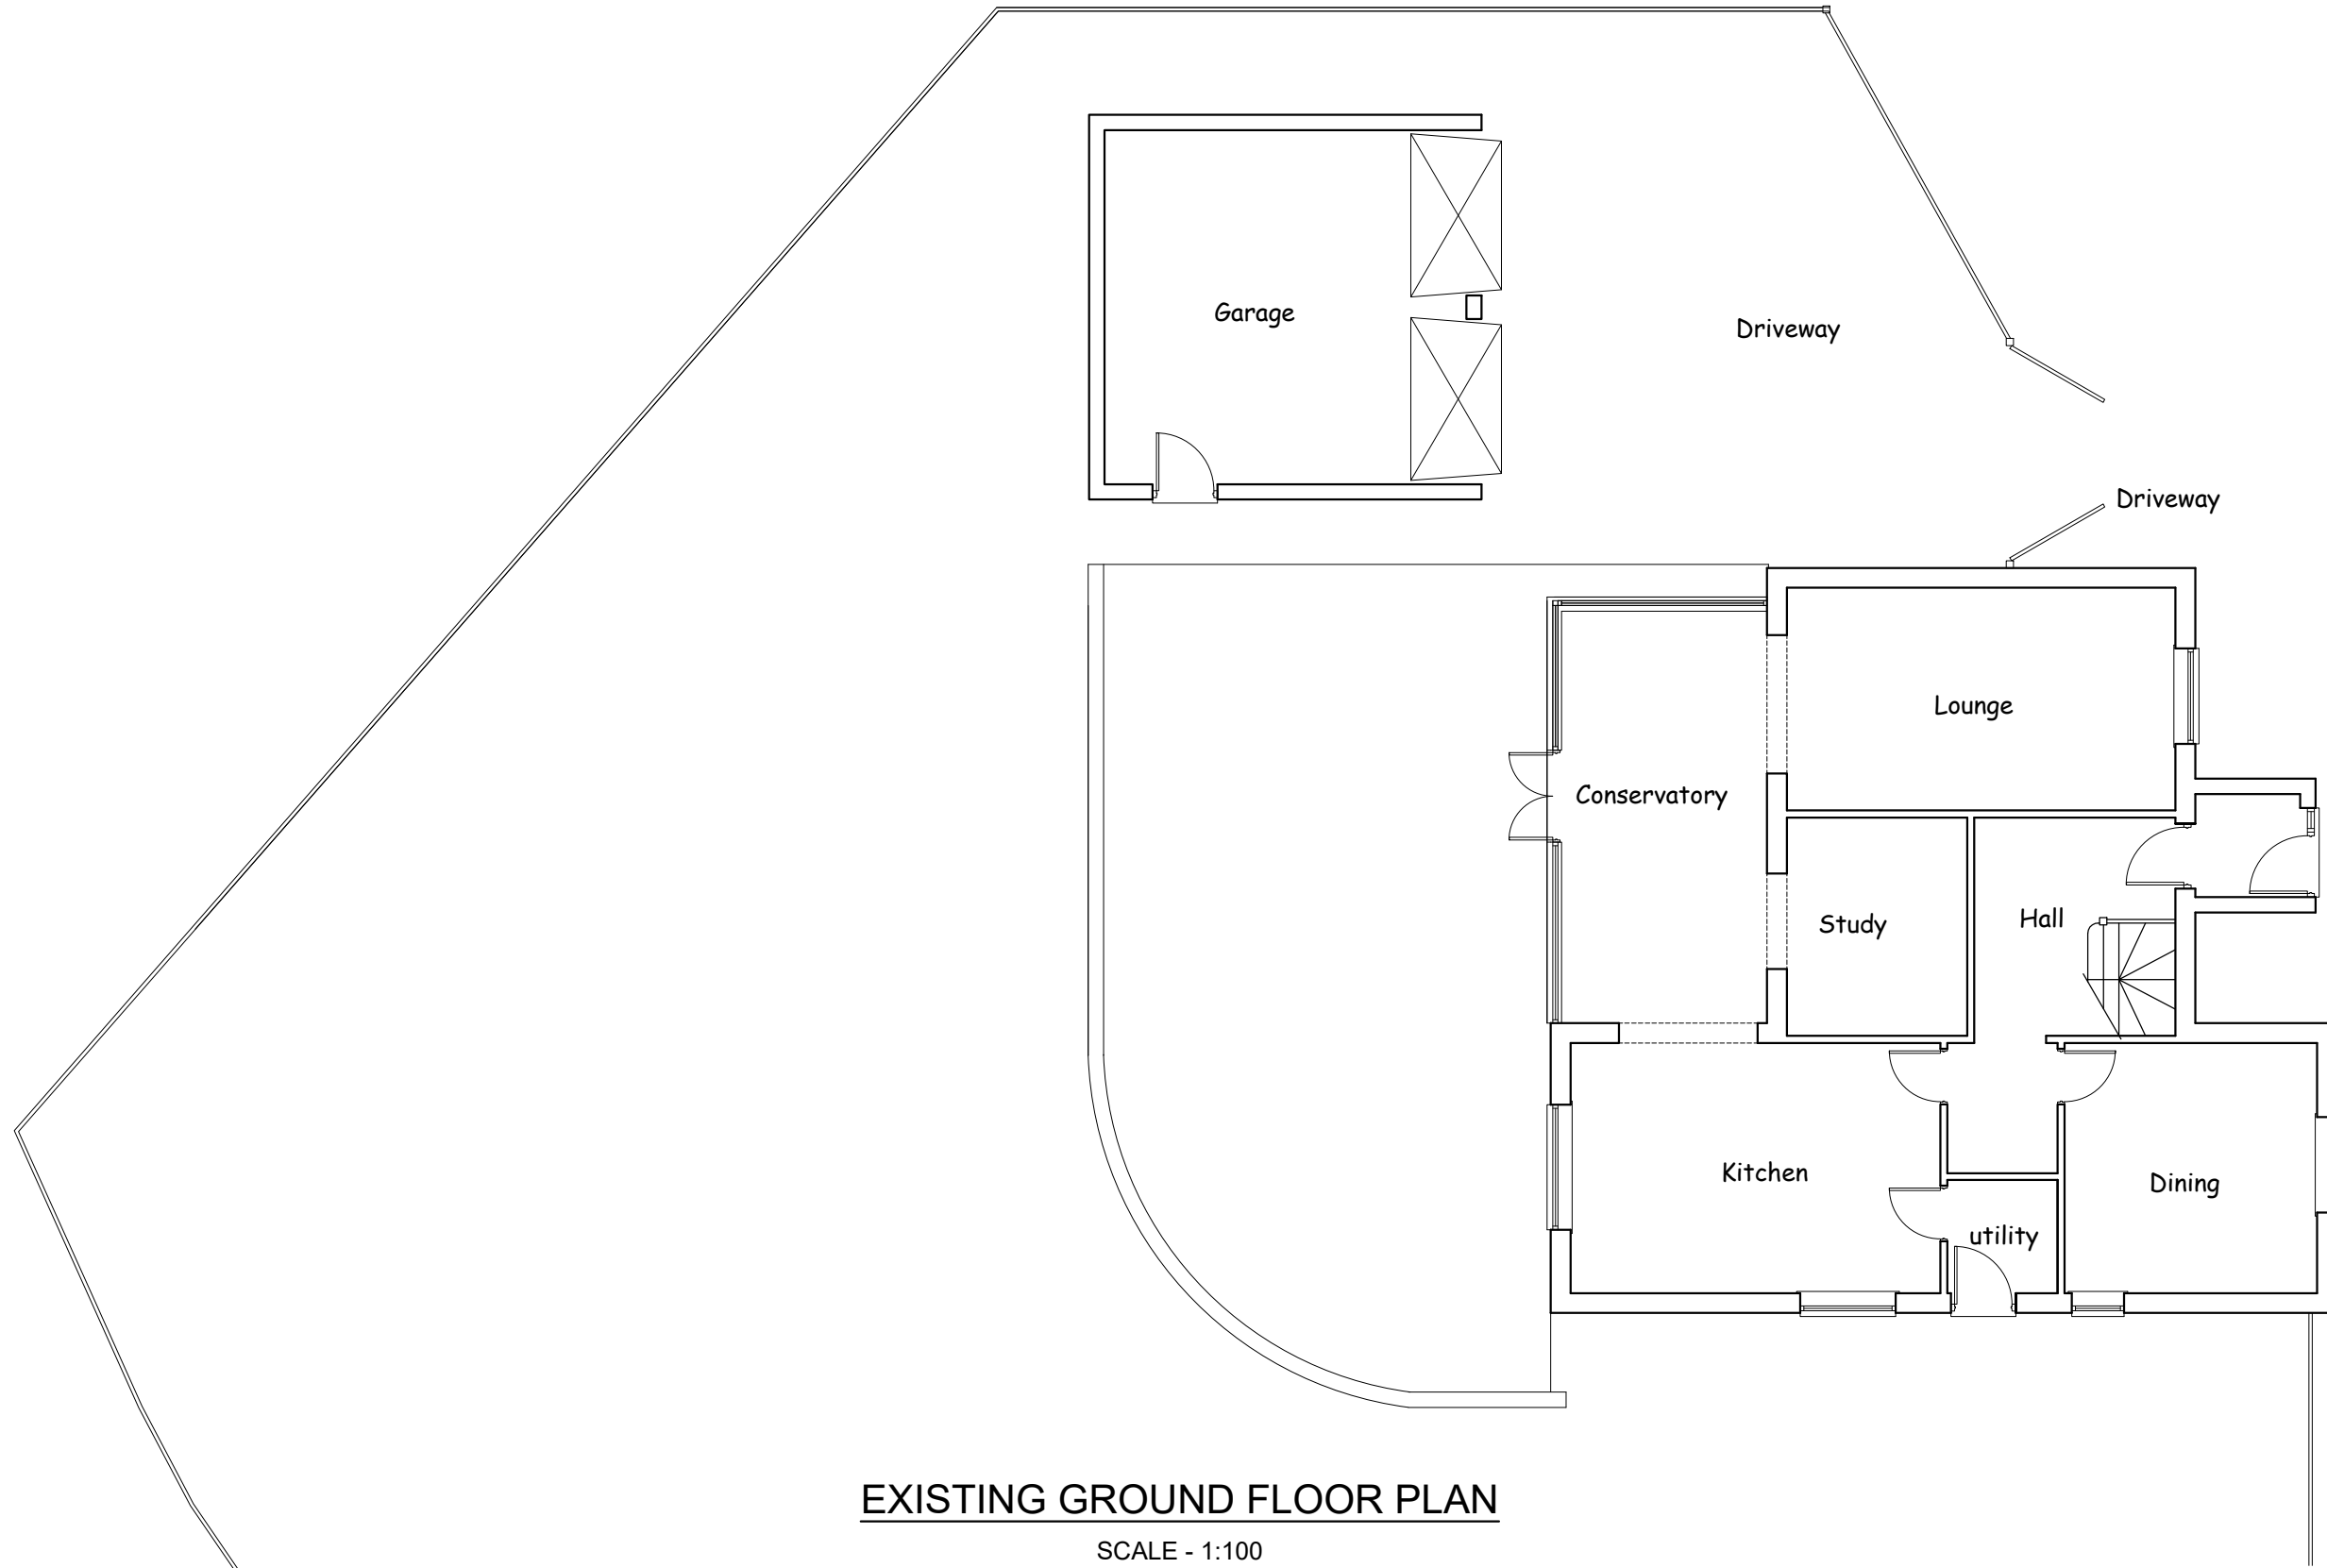 Garage
Driveway
Driveway
Lounge
Conservatory
Study
Hall
Kitchen
Dining
utility
EXISTING GROUND FLOOR PLAN
SCALE - 1:100